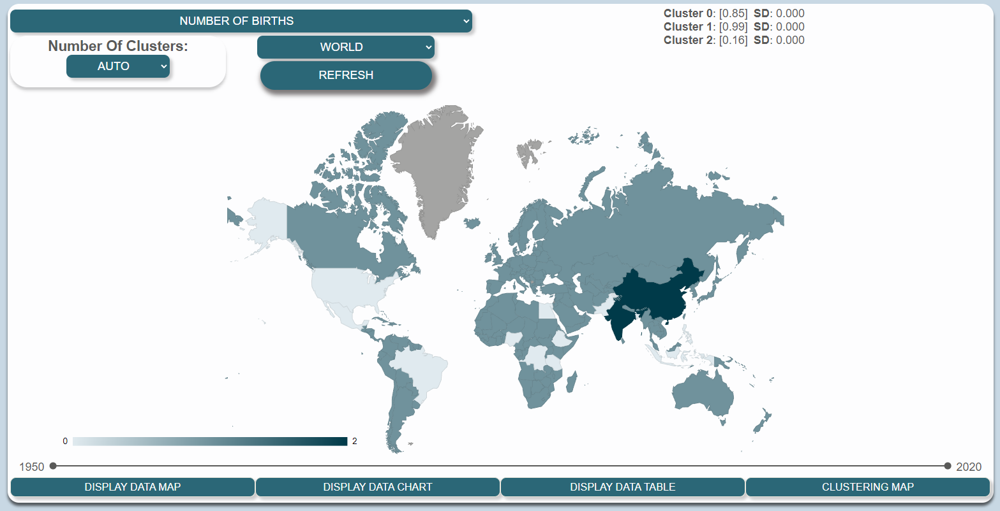 NUMBER OF BIRTHS
Number Of Clusters:
AUTO
WORLD
REFRESH
Cluster 0: [0.85] SD: 0.000
Cluster 1: [0.99] SD: 0.000
Cluster 2: [0.16] SD: 0.000
0 2
1950 2020
DISPLAY DATA MAP DISPLAY DATA CHART DISPLAY DATA TABLE CLUSTERING MAP